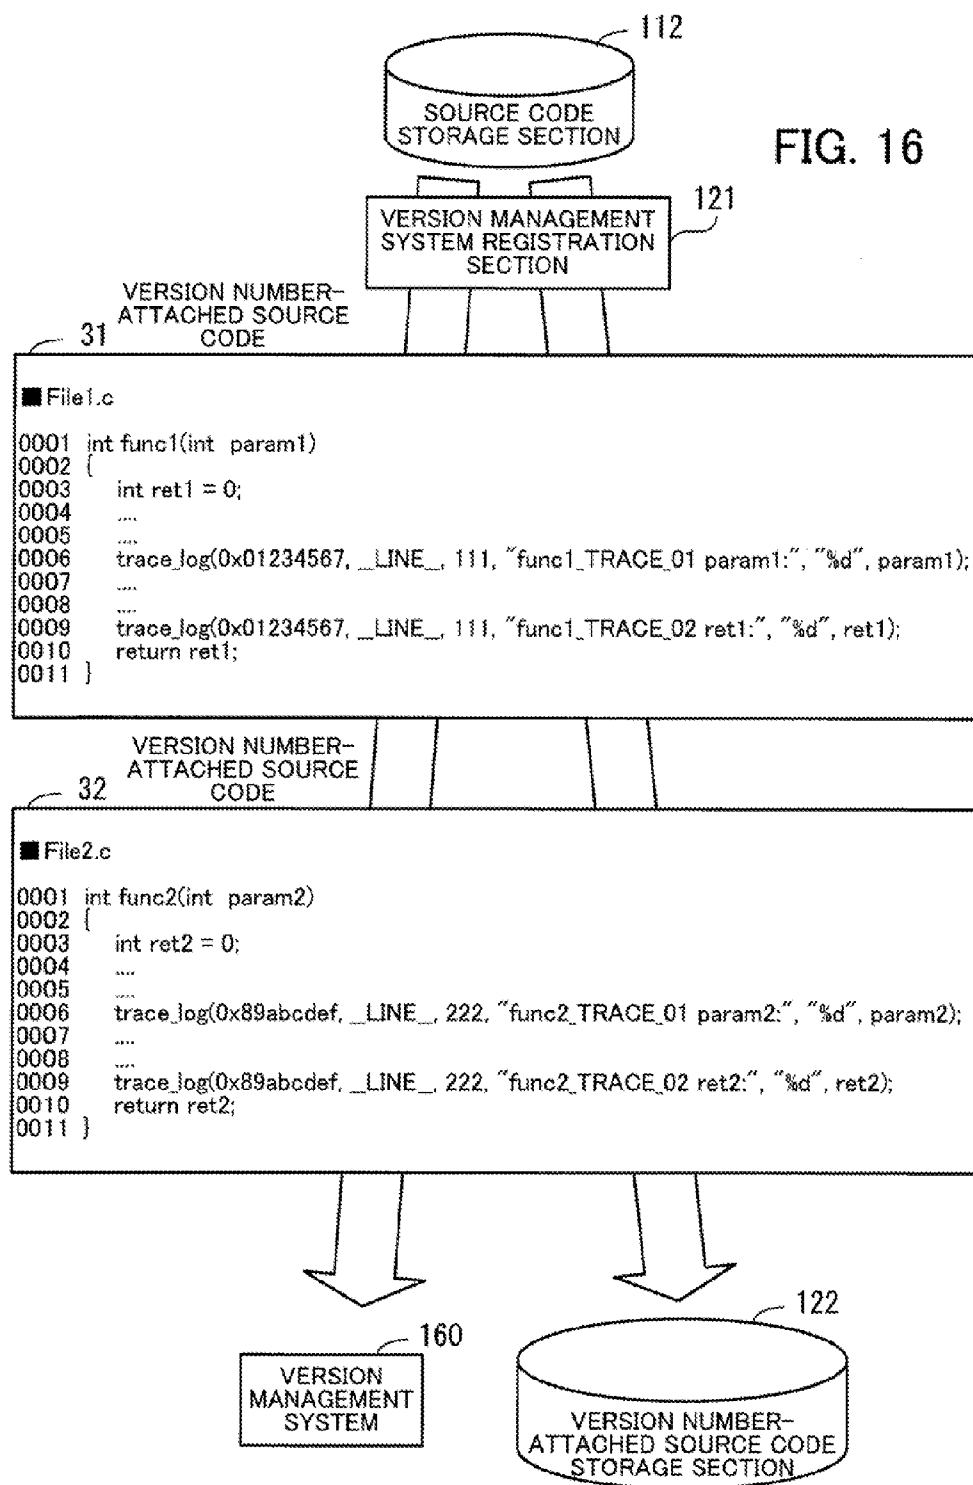 112
SOURCE CODE
STORAGE SECTION
FIG. 16
121
VERSION MANAGEMENT
SYSTEM REGISTRATION
SECTION
VERSION NUMBER-
ATTACHED SOURCE
CODE
31
■ File1.c
0001 int func1(int param1)
0002 {
0003 int ret1 = 0;
0004 ....
0005 ....
0006 trace_log(0x01234567, __LINE__, 111, "func1_TRACE_01 param1:", "%d", param1);
0007 ....
0008 ....
0009 trace_log(0x01234567, __LINE__, 111, "func1_TRACE_02 ret1:", "%d", ret1);
0010 return ret1;
0011 }
VERSION NUMBER-
ATTACHED SOURCE
CODE
32
■ File2.c
0001 int func2(int param2)
0002 {
0003 int ret2 = 0;
0004 ....
0005 ....
0006 trace_log(0x89abcdef, __LINE__, 222, "func2_TRACE_01 param2:", "%d", param2);
0007 ....
0008 ....
0009 trace_log(0x89abcdef, __LINE__, 222, "func2_TRACE_02 ret2:", "%d", ret2);
0010 return ret2;
0011 }
160
VERSION
MANAGEMENT
SYSTEM
122
VERSION NUMBER-
ATTACHED SOURCE CODE
STORAGE SECTION